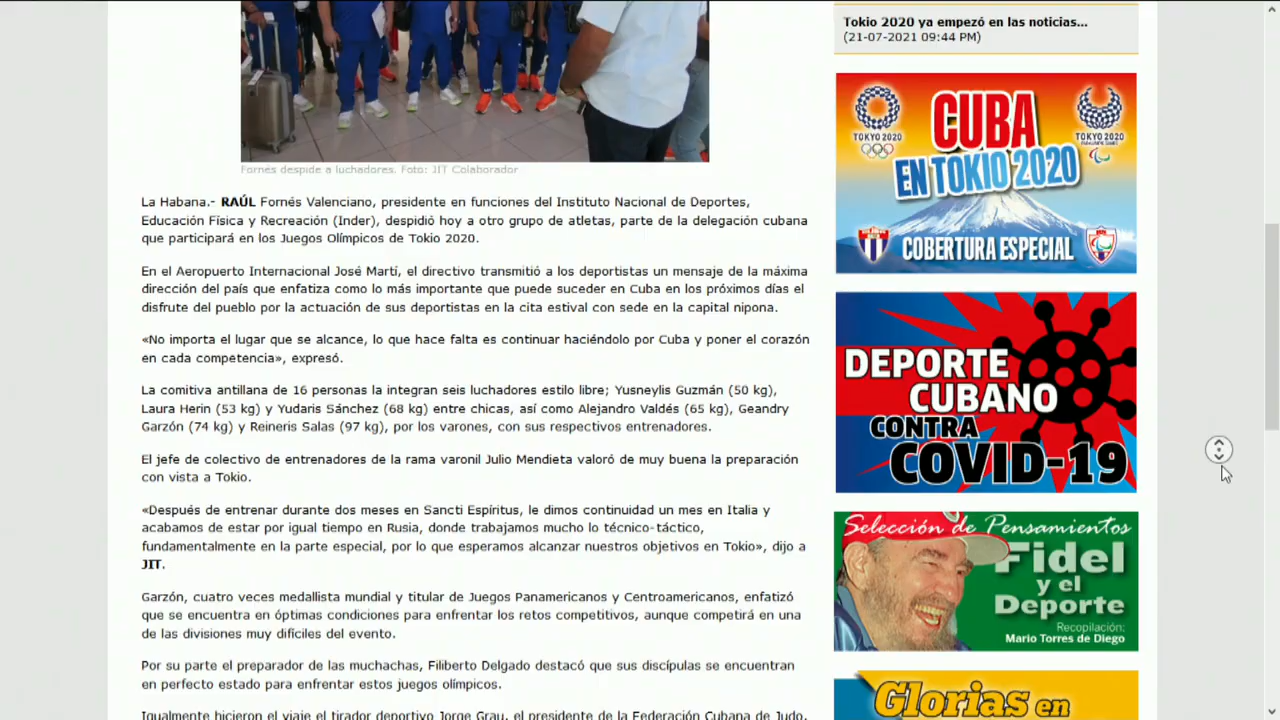 Fornés despide a luchadores. Foto: JIT Colaborador
La Habana.- RAÚL Fornés Valenciano, presidente en funciones del Instituto Nacional de Deportes,
Educación Física y Recreación (Inder), despidió hoy a otro grupo de atletas, parte de la delegación cubana
que participará en los Juegos Olímpicos de Tokio 2020.
En el Aeropuerto Internacional José Martí, el directivo transmitió a los deportistas un mensaje de la máxima
dirección del país que enfatiza como lo más importante que puede suceder en Cuba en los próximos días el
disfrute del pueblo por la actuación de sus deportistas en la cita estival con sede en la capital nipona.
«No importa el lugar que se alcance, lo que hace falta es continuar haciéndolo por Cuba y poner el corazón
en cada competencia», expresó.
La comitiva antillana de 16 personas la integran seis luchadores estilo libre; Yusneylis Guzmán (50 kg),
Laura Herin (53 kg) y Yudaris Sánchez (68 kg) entre chicas, así como Alejandro Valdés (65 kg), Geandry
Garzón (74 kg) y Reineris Salas (97 kg), por los varones, con sus respectivos entrenadores.
El jefe de colectivo de entrenadores de la rama varonil Julio Mendieta valoró de muy buena la preparación
con vista a Tokio.
«Después de entrenar durante dos meses en Sancti Espíritus, le dimos continuidad un mes en Italia y
acabamos de estar por igual tiempo en Rusia, donde trabajamos mucho lo técnico-táctico,
fundamentalmente en la parte especial, por lo que esperamos alcanzar nuestros objetivos en Tokio», dijo a
JIT.
Garzón, cuatro veces medallista mundial y titular de Juegos Panamericanos y Centroamericanos, enfatizó
que se encuentra en óptimas condiciones para enfrentar los retos competitivos, aunque competirá en una
de las divisiones muy difíciles del evento.
Por su parte el preparador de las muchachas, Filiberto Delgado destacó que sus discípulas se encuentran
en perfecto estado para enfrentar estos juegos olímpicos.
Igualmente hicieron el viaje el tirador deportivo Jorge Grau, el presidente de la Federación Cubana de Judo,
Tokio 2020 ya empezó en las noticias...
(21-07-2021 09:44 PM)
TOKYO 2020
CUBA
TOKYO 2020
EN TOKIO 2020
COBERTURA ESPECIAL
DEPORTE
CUBANO
CONTRA
COVID-19
Selección de Pensamientos
Fidel
y el
Deporte
Recopilación:
Mario Torres de Diego
Glorias en